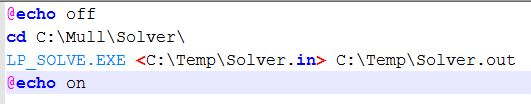 @echo off
cd C:\Mull\Solver\
LP_SOLVE.EXE <C:\Temp\Solver.in> C:\Temp\Solver.out
@echo on